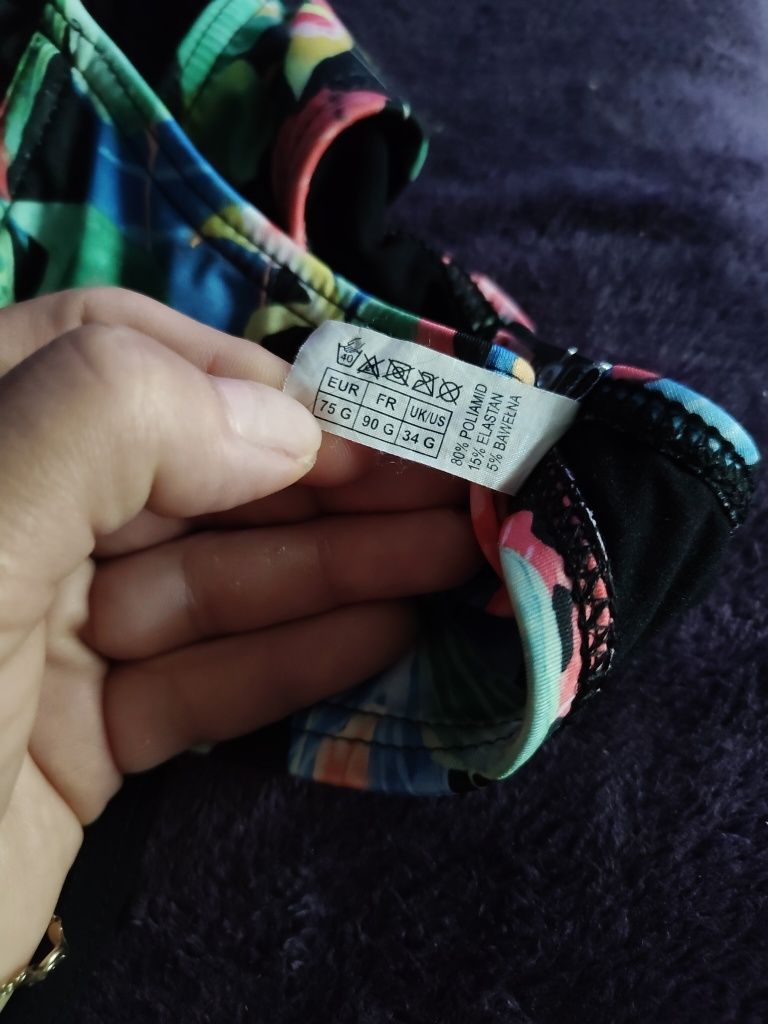 40
EUR FR UK/US
75 G 90 G 34 G
80% POLIAMID
15% ELASTAN
5% BAWEŁNA